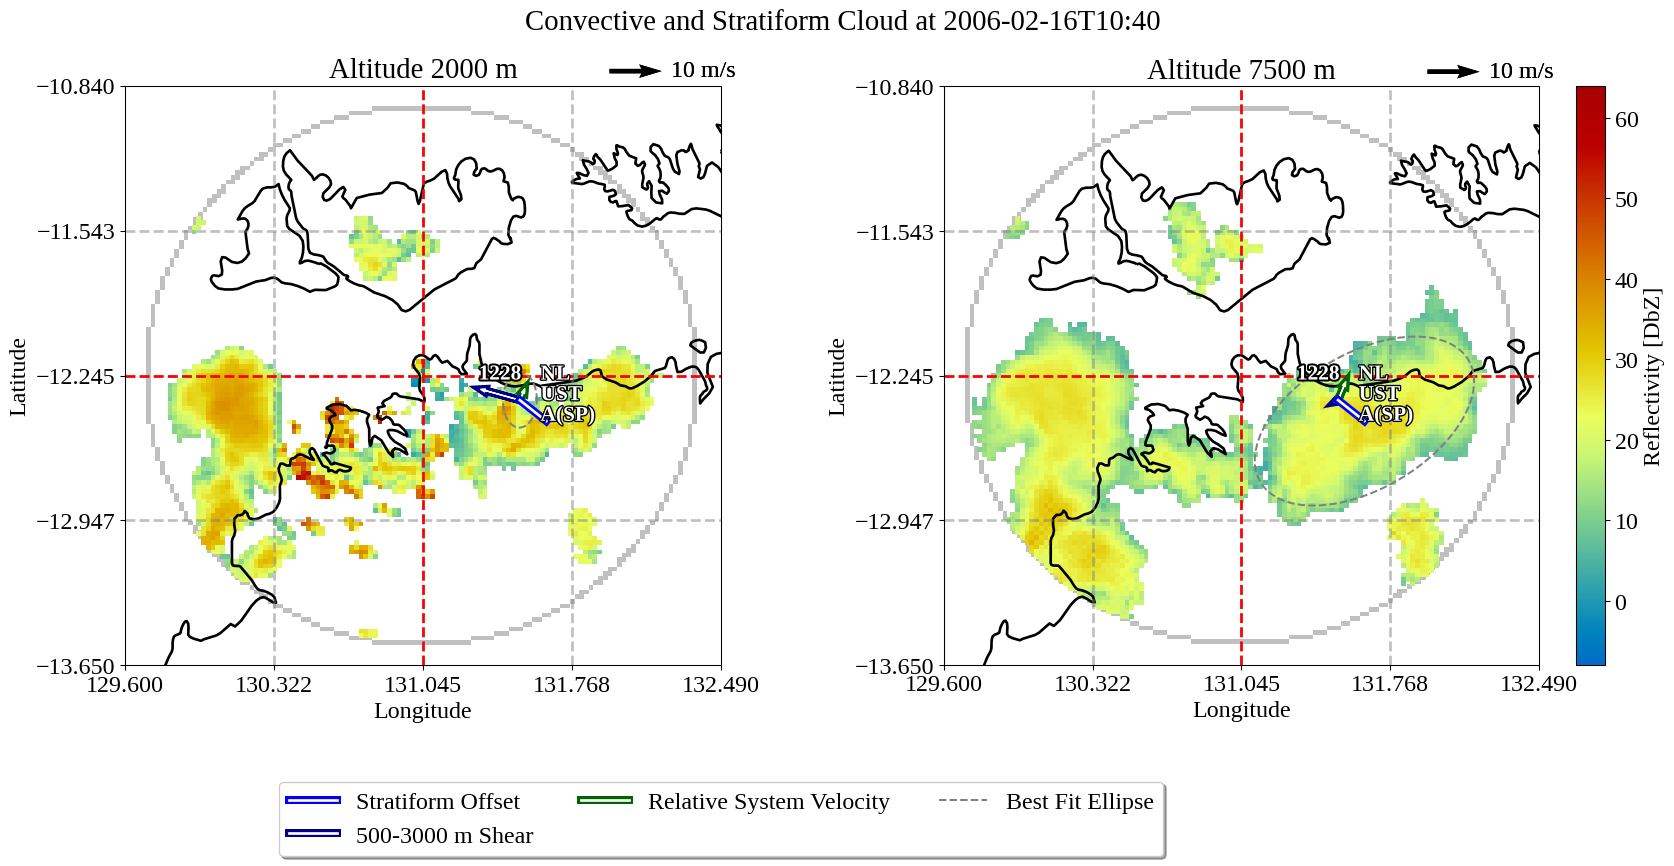 Convective and Stratiform Cloud at 2006-02-16T10:40
Altitude 2000 m
10 m/s
Altitude 7500 m
10 m/s
−10.840
−11.543
−12.245
−12.947
−13.650
Latitude
129.600
130.322
131.045
131.768
132.490
Longitude
1228
NL
UST
A(SP)
−10.840
−11.543
−12.245
−12.947
−13.650
Latitude
129.600
130.322
131.045
131.768
132.490
Longitude
1228
NL
UST
A(SP)
60
50
40
30
20
10
0
Reflectivity [DbZ]
Stratiform Offset
500-3000 m Shear
Relative System Velocity
Best Fit Ellipse